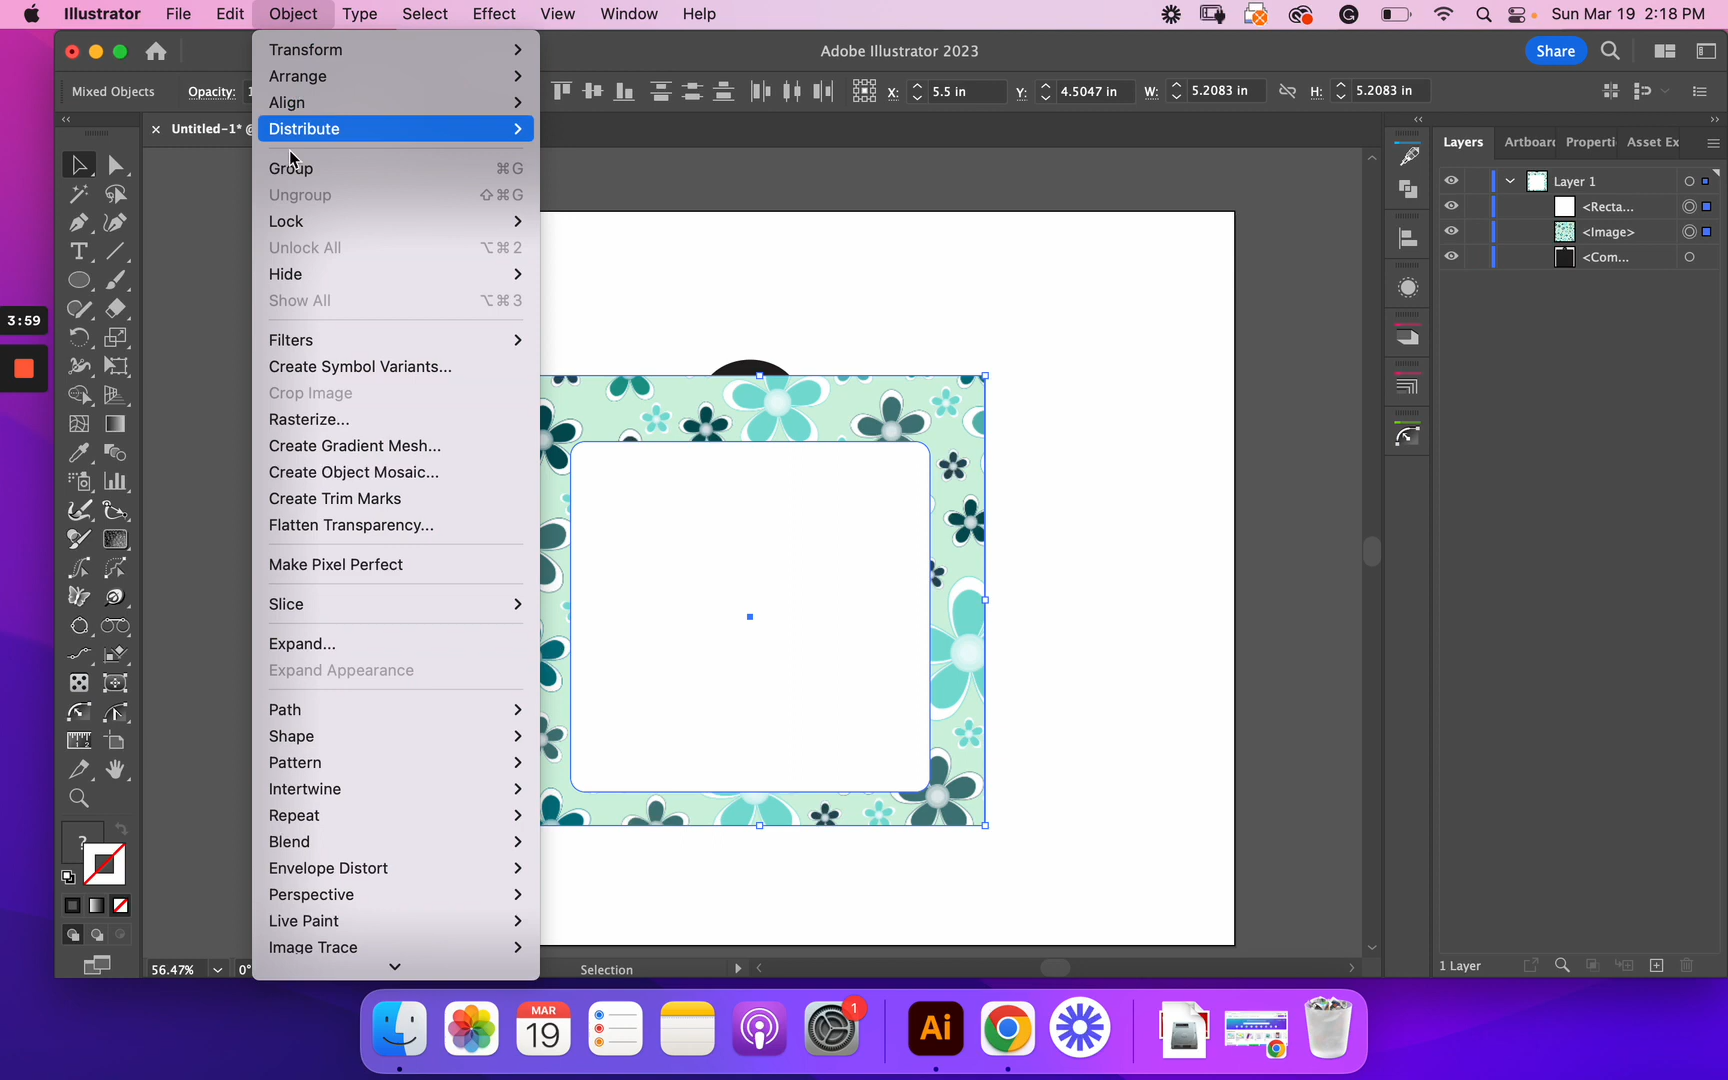 Illustrator File Edit Object Type Select Effect View Window Help Sun Mar 19 2:18 PM
Adobe Illustrator 2023 Share
Mixed Objects Opacity: X: 5.5 in Y: 4.5047 in W: 5.2083 in H: 5.2083 in
Untitled-1* @
Transform
Arrange
Align
Distribute
Group ⌘G
Ungroup ⇧⌘G
Lock
Unlock All ⌥⌘2
Hide
Show All ⌥⌘3
Filters
Create Symbol Variants...
Crop Image
Rasterize...
Create Gradient Mesh...
Create Object Mosaic...
Create Trim Marks
Flatten Transparency...
Make Pixel Perfect
Slice
Expand...
Expand Appearance
Path
Shape
Pattern
Intertwine
Repeat
Blend
Envelope Distort
Perspective
Live Paint
Image Trace
3:59
?
Layers Artboard Properti Asset Ex
Layer 1
<Recta...
<Image>
<Com...
56.47% 0° Selection
1 Layer
MAR
19
1
Ai